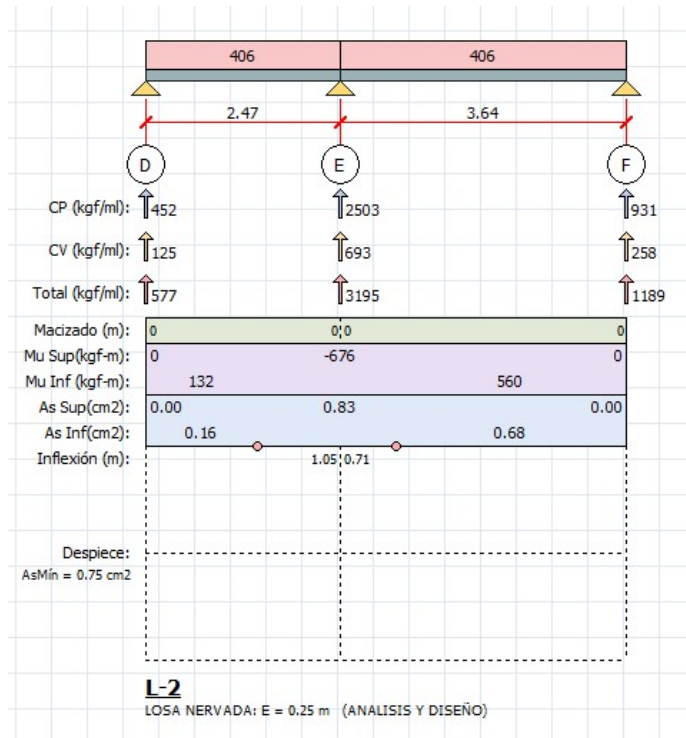 406 406
2.47 3.64
D E F
CP (kgf/ml): 452 2503 931
CV (kgf/ml): 125 693 258
Total (kgf/ml): 577 3195 1189
Macizado (m): 0 0¦0 0
Mu Sup(kgf-m): 0 -676 0
Mu Inf (kgf-m): 132 560
As Sup(cm2): 0.00 0.83 0.00
As Inf(cm2): 0.16 0.68
Inflexión (m): 1.05 0.71
Despiece:
AsMín = 0.75 cm2
L-2
LOSA NERVADA: E = 0.25 m (ANALISIS Y DISEÑO)